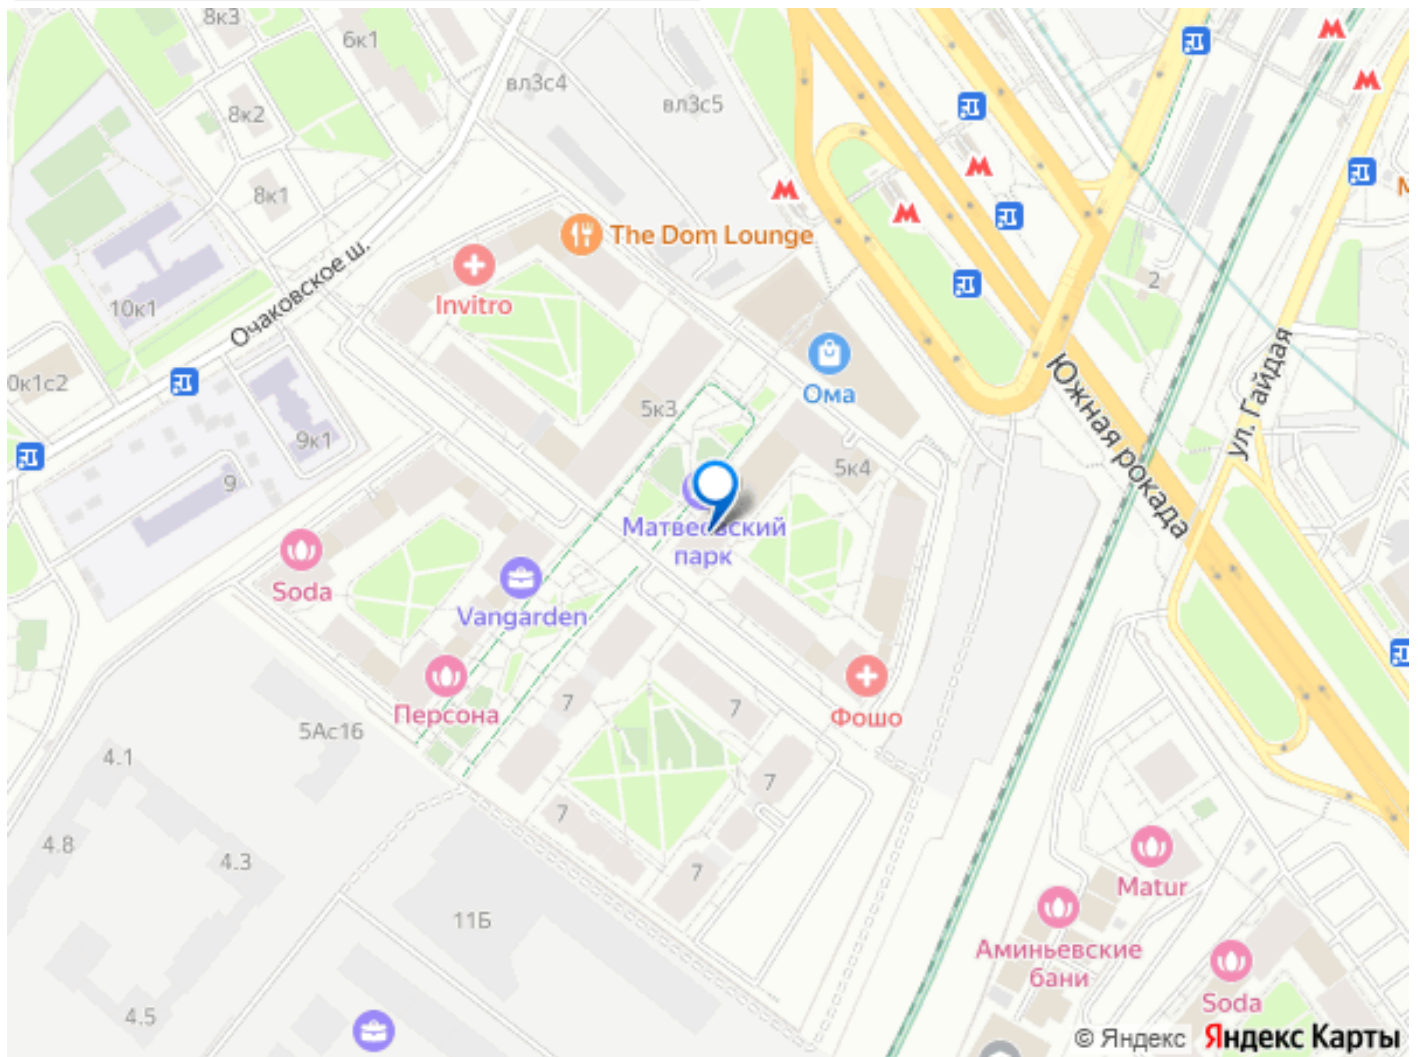 8к3
6к1
вл3с4
вл3с5
8к2
8к1
The Dom Lounge
Invitro
Очаковское ш.
10к1
2
0к1с2
Ома
5к3
Южная рокада
ул. Гайдая
9к1
9
5к4
Матвеевский
парк
Soda
Vangarden
Персона
7
7
Фошо
5Ас16
4.1
7
7
4.8
4.3
7
Matur
11Б
Аминьевские
бани
Soda
4.5
© Яндекс Яндекс Карты